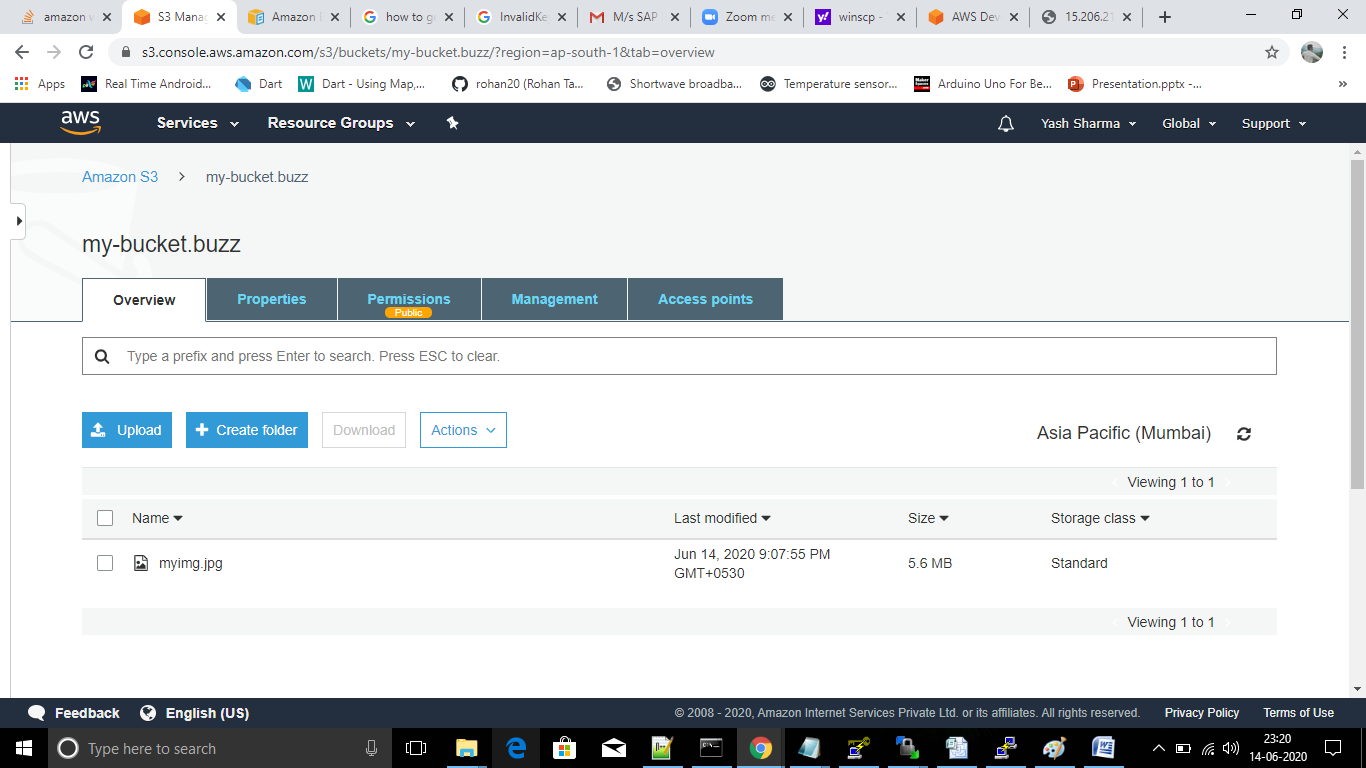 amazon v
S3 Mana
Amazon
how to g
InvalidKe
M/s SAP
Zoom me
winscp -
AWS Dev
15.206.21
s3.console.aws.amazon.com/s3/buckets/my-bucket.buzz/?region=ap-south-1&tab=overview
Apps
Real Time Android...
Dart
Dart - Using Map,...
rohan20 (Rohan Ta...
Shortwave broadba...
Temperature sensor...
Arduino Uno For Be...
Presentation.pptx -...
aws
Services
Resource Groups
Yash Sharma
Global
Support
Amazon S3 > my-bucket.buzz
my-bucket.buzz
Overview
Properties
Permissions
Public
Management
Access points
Type a prefix and press Enter to search. Press ESC to clear.
Upload
+ Create folder
Download
Actions
Asia Pacific (Mumbai)
Viewing 1 to 1
Name
Last modified
Size
Storage class
myimg.jpg
Jun 14, 2020 9:07:55 PM
GMT+0530
5.6 MB
Standard
Viewing 1 to 1
Feedback
English (US)
© 2008 - 2020, Amazon Internet Services Private Ltd. or its affiliates. All rights reserved.
Privacy Policy
Terms of Use
Type here to search
23:20
14-06-2020